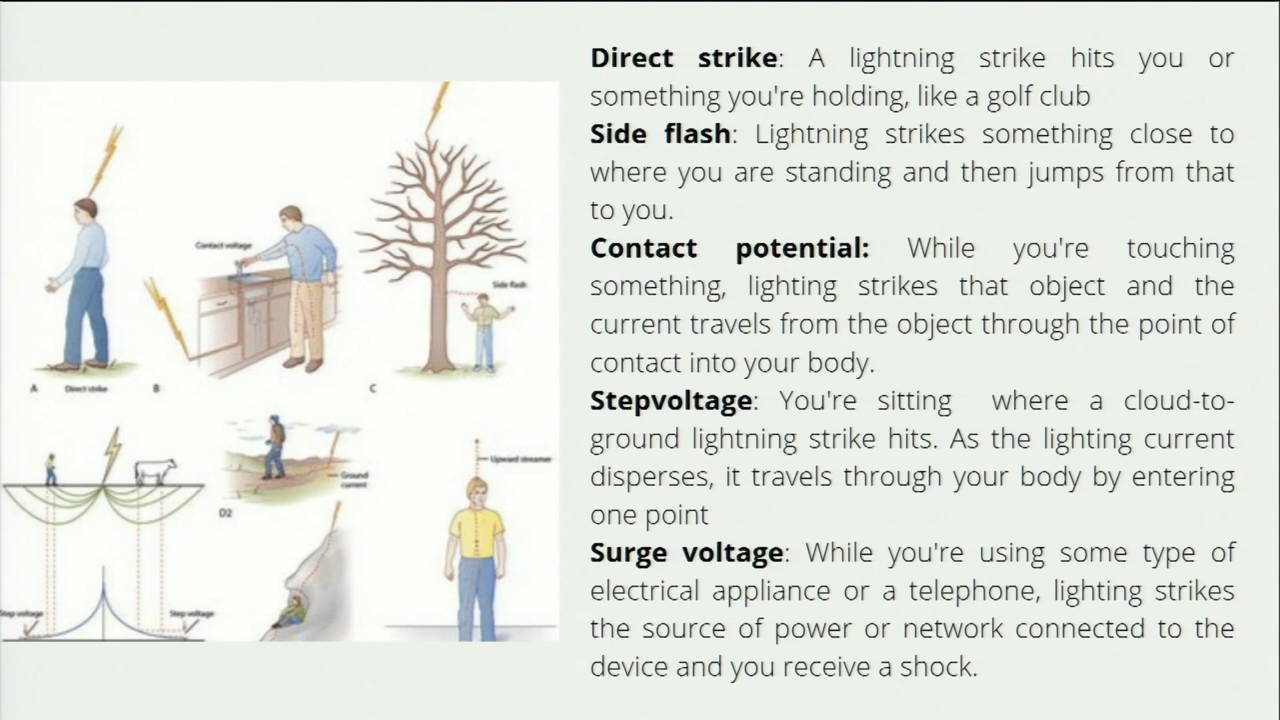 Direct strike: A lightning strike hits you or
something you're holding, like a golf club
Side flash: Lightning strikes something close to
where you are standing and then jumps from that
to you.
Contact potential: While you're touching
something, lighting strikes that object and the
current travels from the object through the point of
contact into your body.
Stepvoltage: You're sitting where a cloud-to-
ground lightning strike hits. As the lighting current
disperses, it travels through your body by entering
one point
Surge voltage: While you're using some type of
electrical appliance or a telephone, lighting strikes
the source of power or network connected to the
device and you receive a shock.
Contact voltage
Side flash
A Direct strike B C
Upward streamer
Ground
current
D2
Step voltage Step voltage